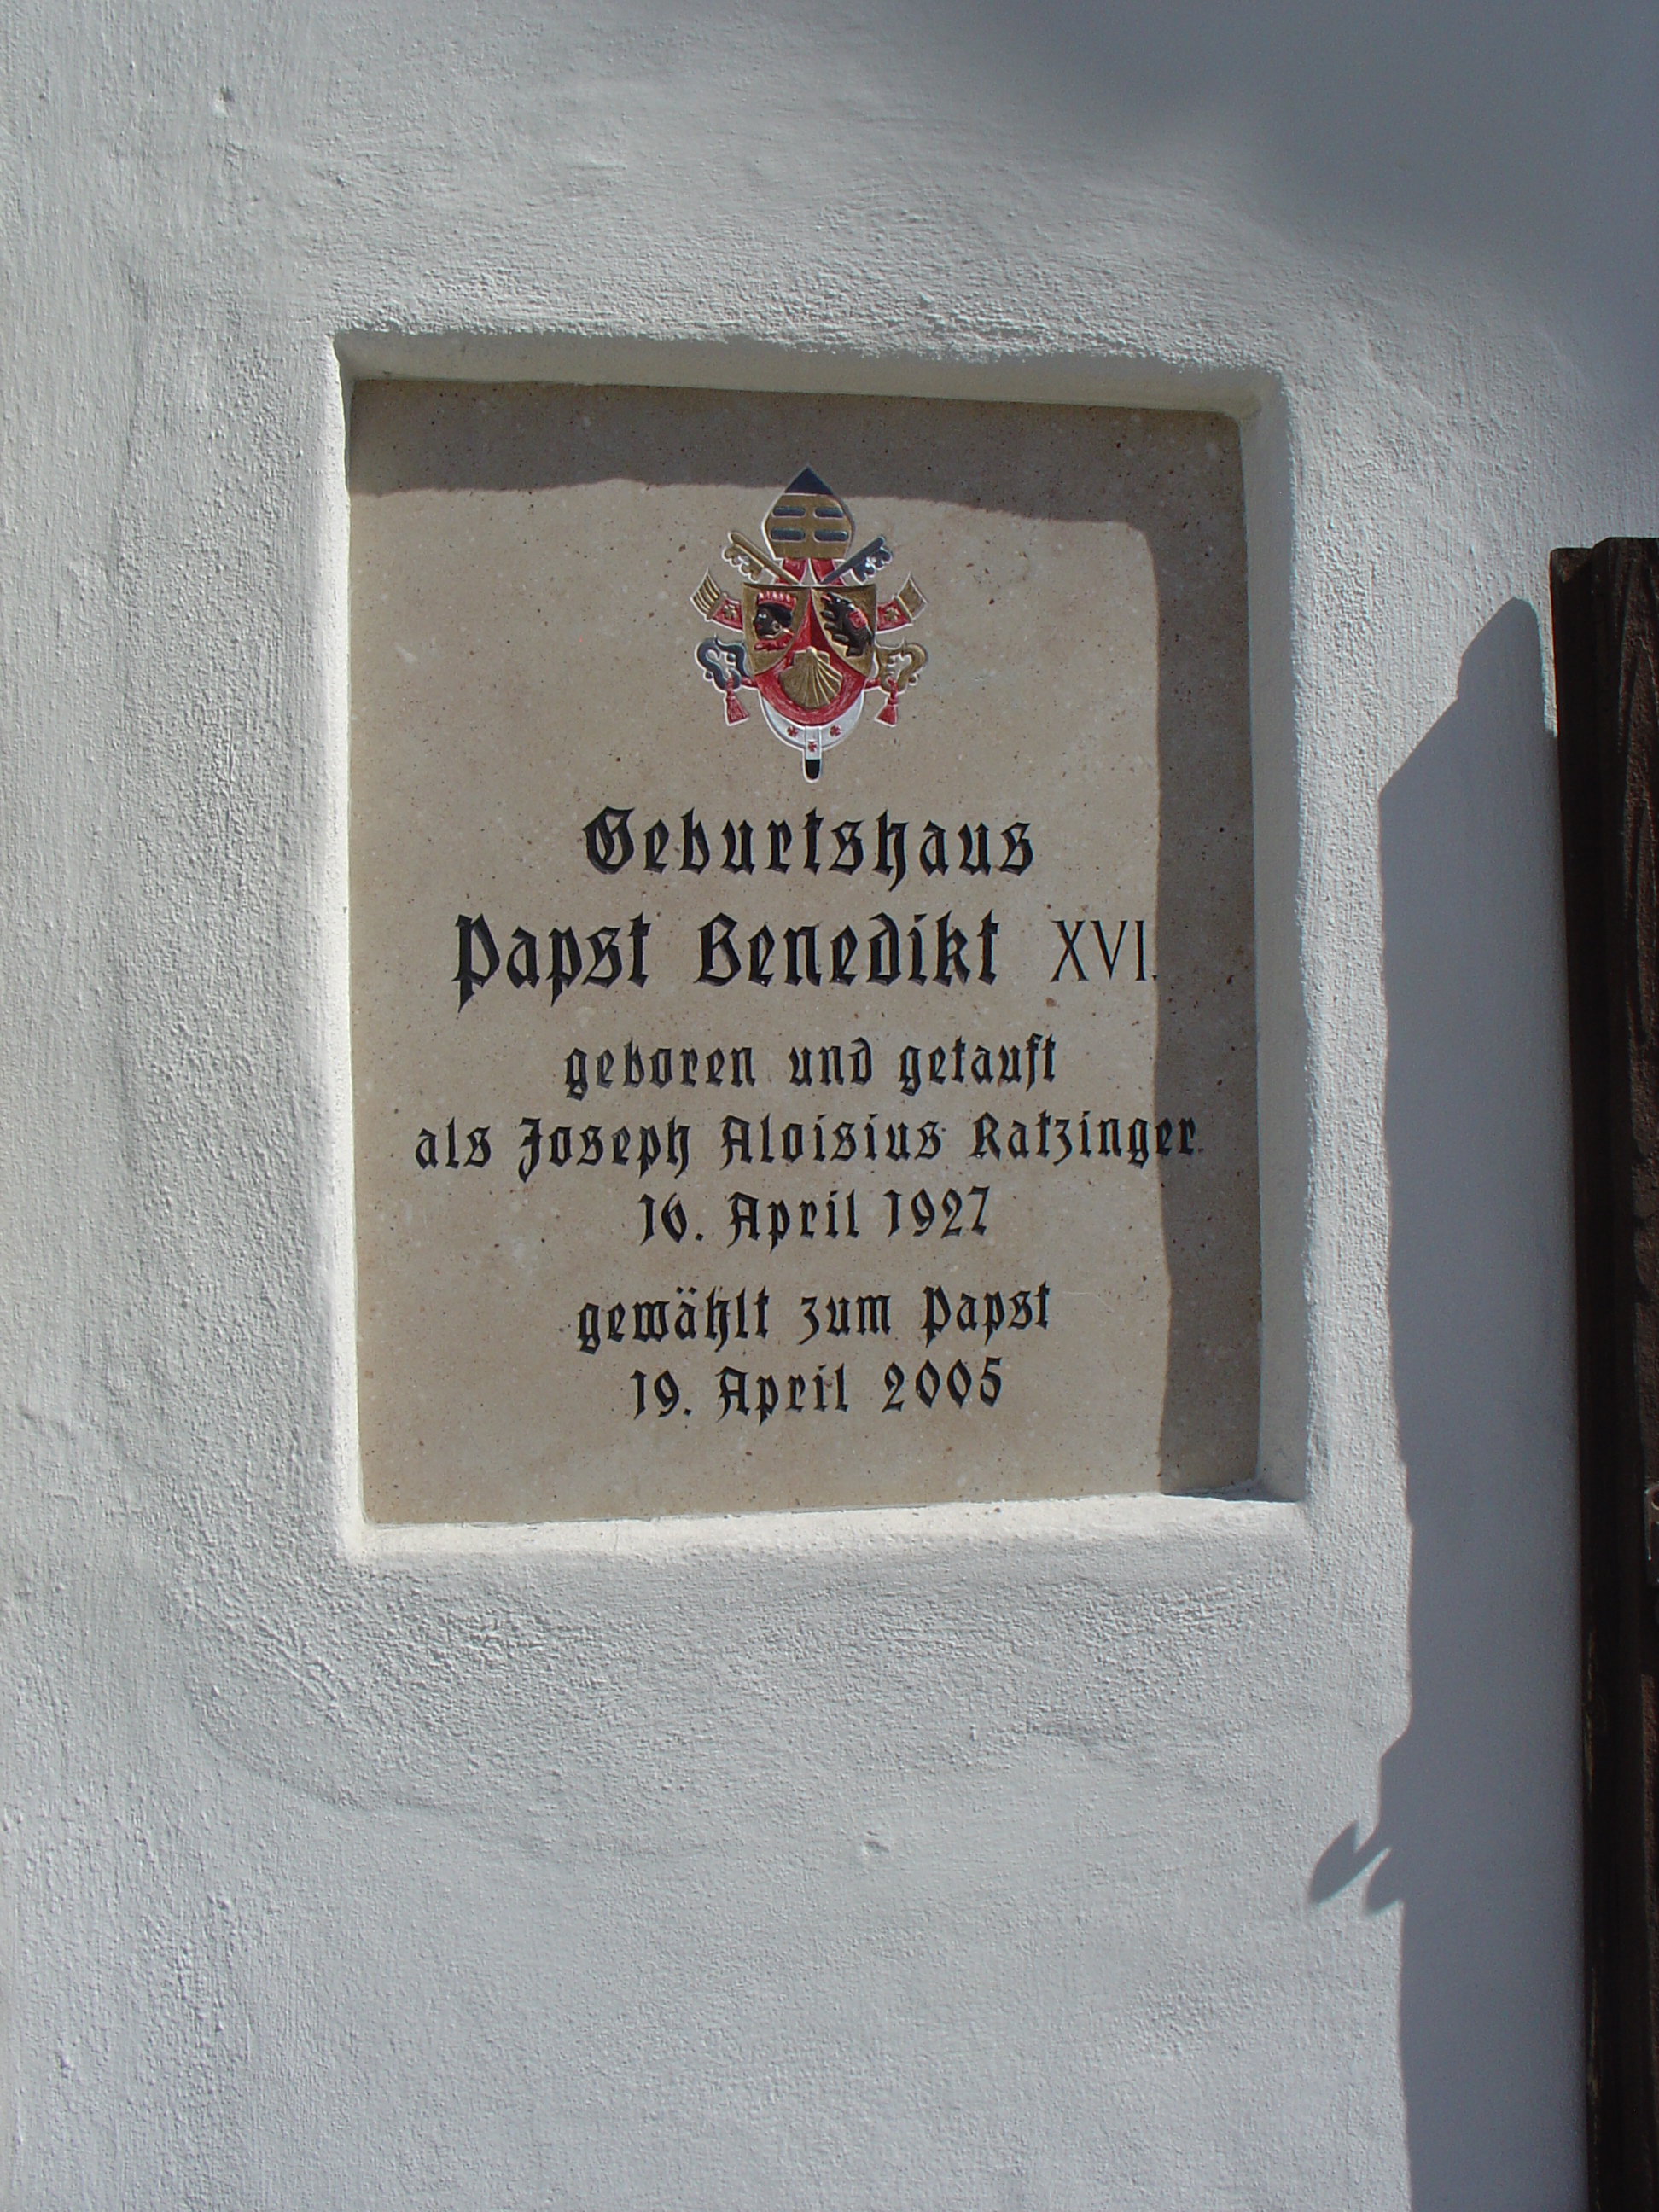 Geburtshaus
Papst Benedikt XVI.
geboren und getauft
als Joseph Aloisius Ratzinger
16. April 1927
gewählt zum Papst
19. April 2005